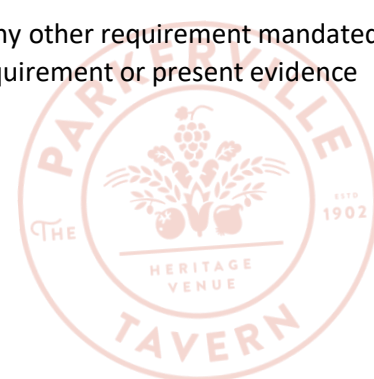 ny other requirement mandated
quirement or present evidence
PARKERVILLE
THE
ESTD
1902
HERITAGE
VENUE
TAVERN